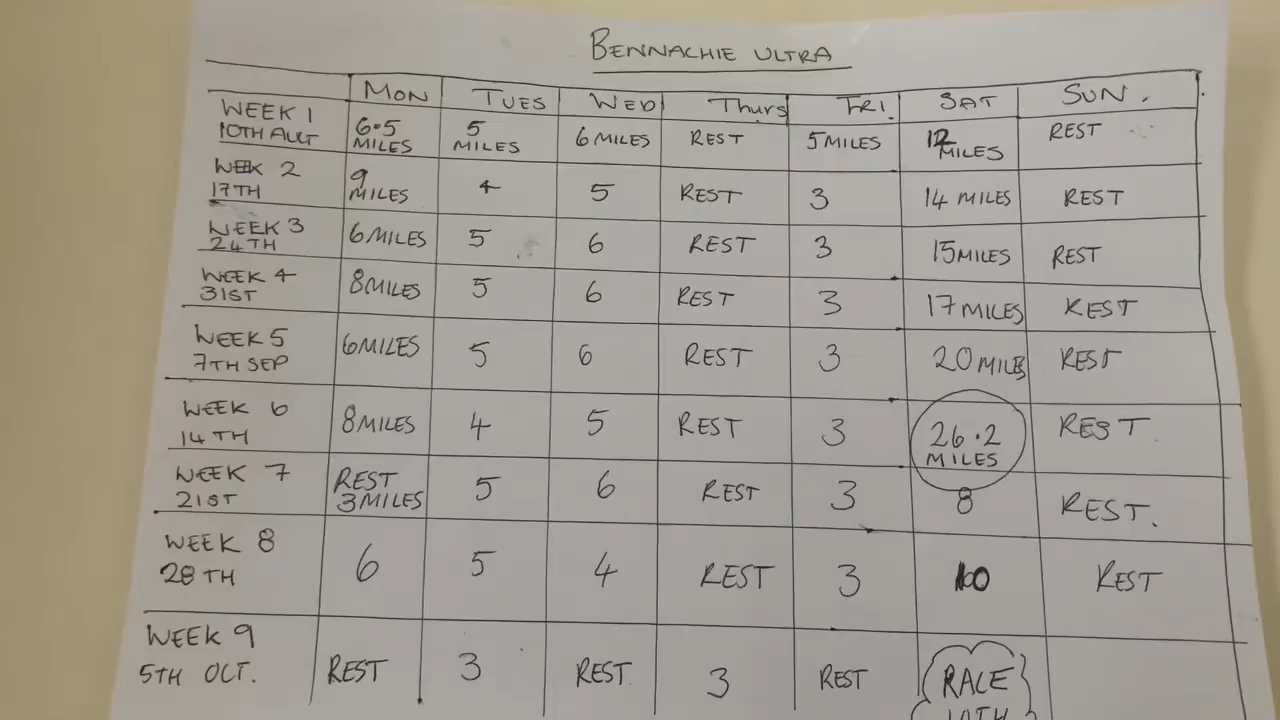 BENNACHIE ULTRA
MON TUES WED Thurs FRI SAT SUN.
WEEK 1
10TH AUG 6.5 MILES 5 MILES 6 MILES REST 5 MILES 12 MILES REST
WEEK 2
17TH 9 MILES 4 5 REST 3 14 MILES REST
WEEK 3
24TH 6 MILES 5 6 REST 3 15 MILES REST
WEEK 4
31ST 8 MILES 5 6 REST 3 17 MILES REST
WEEK 5
7TH SEP 6 MILES 5 6 REST 3 20 MILES REST
WEEK 6
14TH 8 MILES 4 5 REST 3 26.2 MILES REST
WEEK 7
21ST REST 3 MILES 5 6 REST 3 8 REST.
WEEK 8
28TH 6 5 4 REST 3 10 REST
WEEK 9
5TH OCT. REST 3 REST 3 REST RACE
10TH